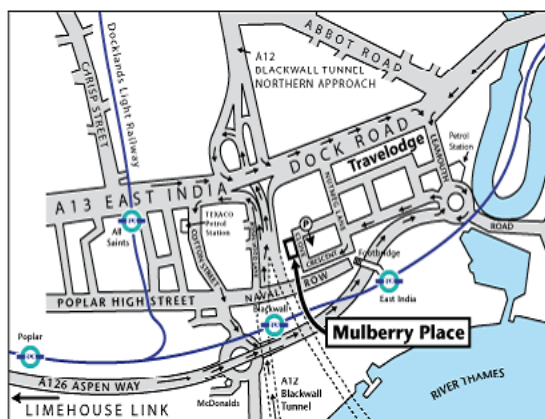 ABBOT ROAD
A12
BLACKWALL TUNNEL
NORTHERN APPROACH
CHRISP STREET
Docklands Light Railway
A13 EAST INDIA DOCK ROAD
Travelodge
Petrol
Station
LEAMOUTH
ROAD
NUTMEG LANE
TEXACO
Petrol
Station
COTTON STREET
All
Saints
P
CLOVE
CRESCENT
Footbridge
POPLAR HIGH STREET
NAVAL ROW
Blackwall
East India
Poplar
Mulberry Place
A126 ASPEN WAY
LIMEHOUSE LINK
McDonalds
A12
Blackwall
Tunnel
RIVER THAMES